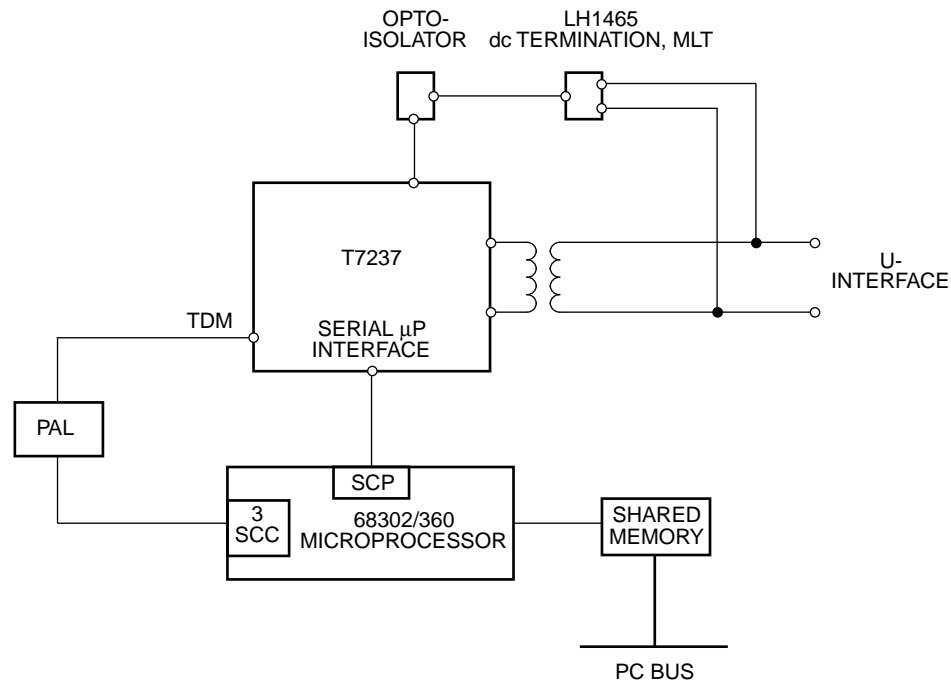 OPTO-
ISOLATOR
LH1465
dc TERMINATION, MLT
T7237
U-
INTERFACE
TDM
SERIAL μP
INTERFACE
PAL
SCP
3
SCC
68302/360
MICROPROCESSOR
SHARED
MEMORY
PC BUS